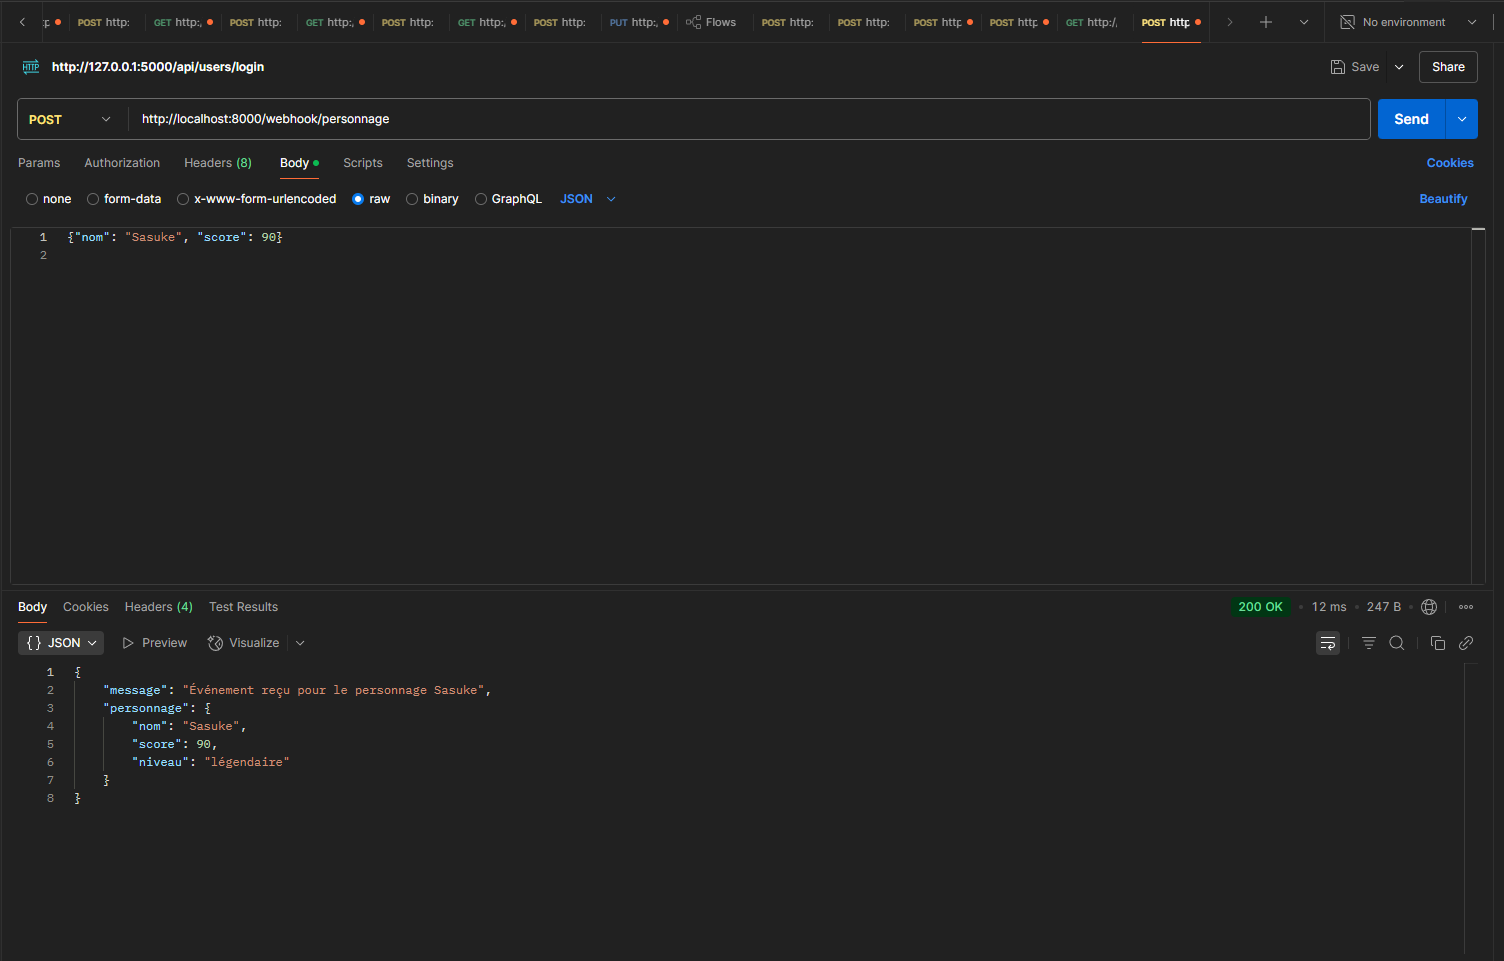 POST http:
GET http:,
POST http:
GET http:,
POST http:
GET http:,
POST http:
PUT http:,
Flows
POST http:
POST http:
POST http
POST http
GET http:/,
POST http
No environment
HTTP http://127.0.0.1:5000/api/users/login
Save
Share
POST
http://localhost:8000/webhook/personnage
Send
Params Authorization Headers (8) Body Scripts Settings
Cookies
none form-data x-www-form-urlencoded raw binary GraphQL JSON
Beautify
1 {"nom": "Sasuke", "score": 90}
2
Body Cookies Headers (4) Test Results
200 OK • 12 ms • 247 B •
{} JSON Preview Visualize
1 {
2 "message": "Événement reçu pour le personnage Sasuke",
3 "personnage": {
4 "nom": "Sasuke",
5 "score": 90,
6 "niveau": "légendaire"
7 }
8 }